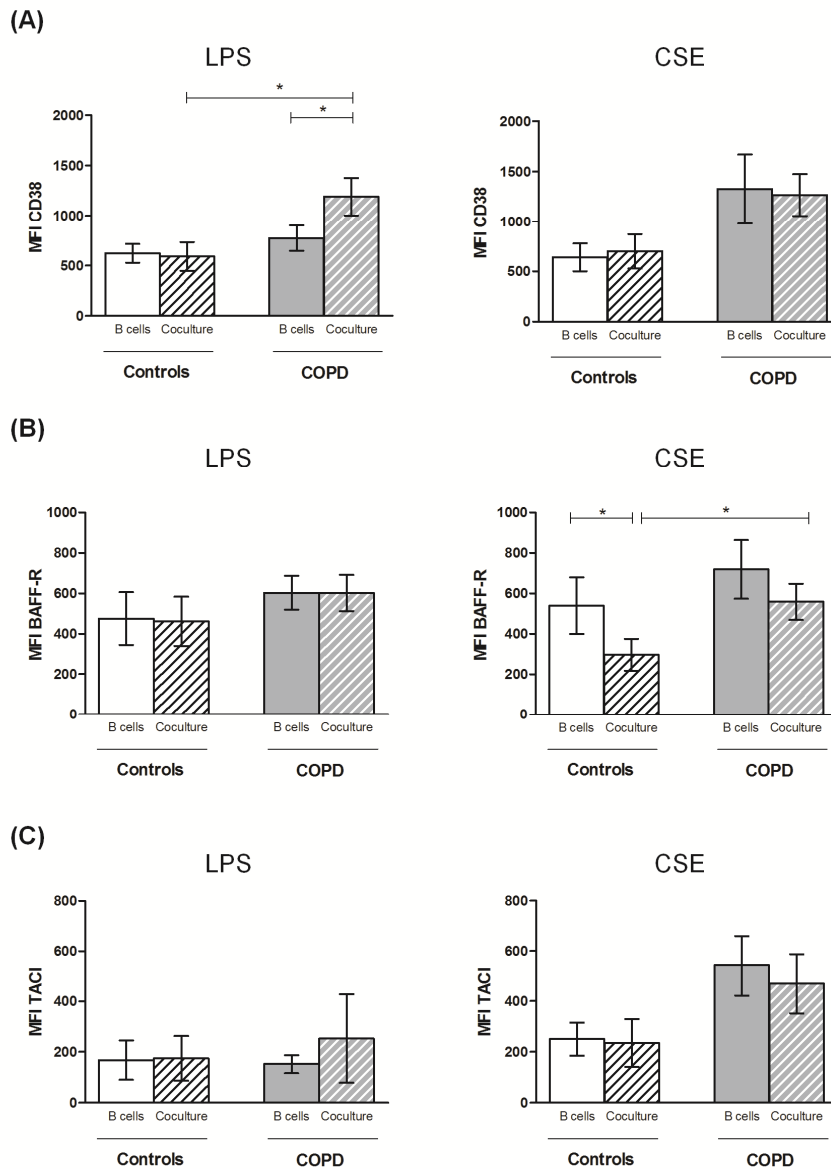 (A)
LPS
CSE
*
*
2000
1500
1000
500
0
MFI CD38
B cells Coculture B cells Coculture
Controls COPD
2000
1500
1000
500
0
MFI CD38
B cells Coculture B cells Coculture
Controls COPD
(B)
LPS
CSE
1000
800
600
400
200
0
MFI BAFF-R
B cells Coculture B cells Coculture
Controls COPD
*
*
1000
800
600
400
200
0
MFI BAFF-R
B cells Coculture B cells Coculture
Controls COPD
(C)
LPS
CSE
800
600
400
200
0
MFI TACI
B cells Coculture B cells Coculture
Controls COPD
800
600
400
200
0
MFI TACI
B cells Coculture B cells Coculture
Controls COPD